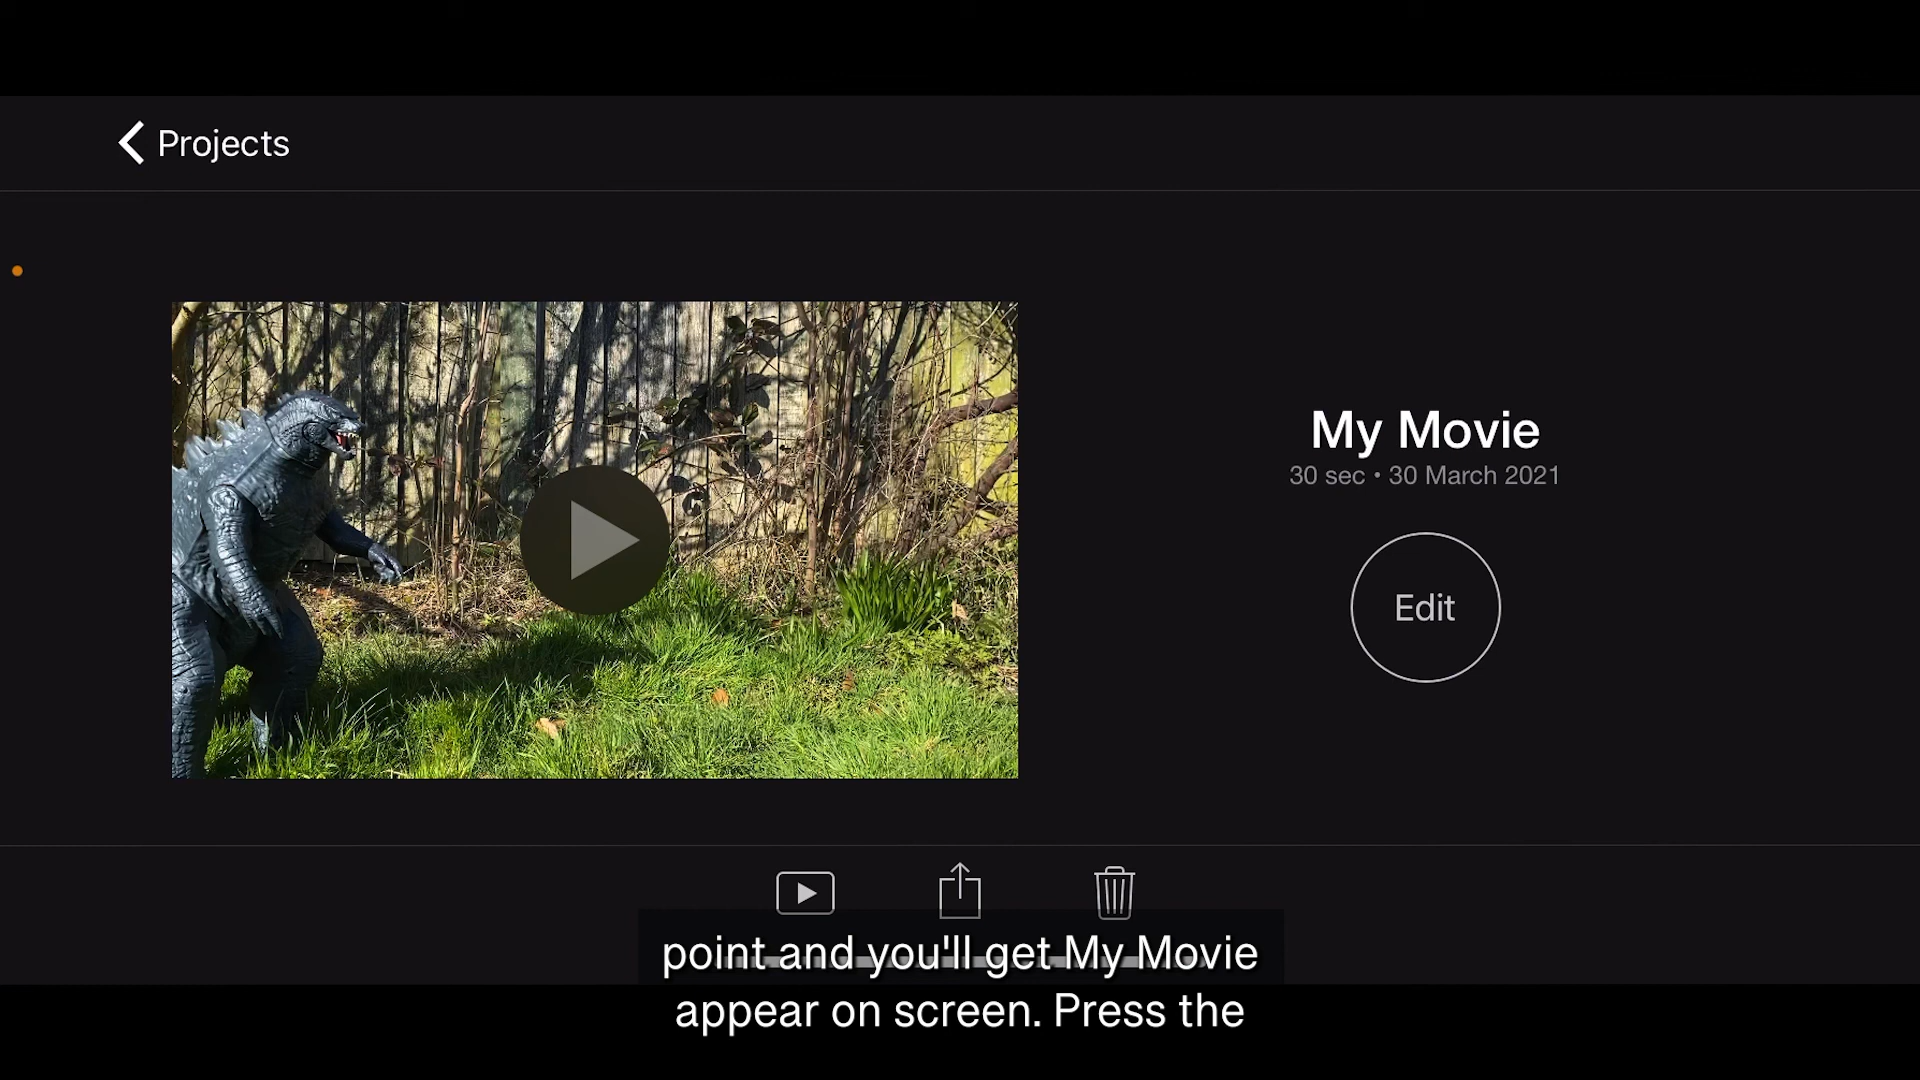 Projects
My Movie
30 sec • 30 March 2021
Edit
point and you'll get My Movie
appear on screen. Press the